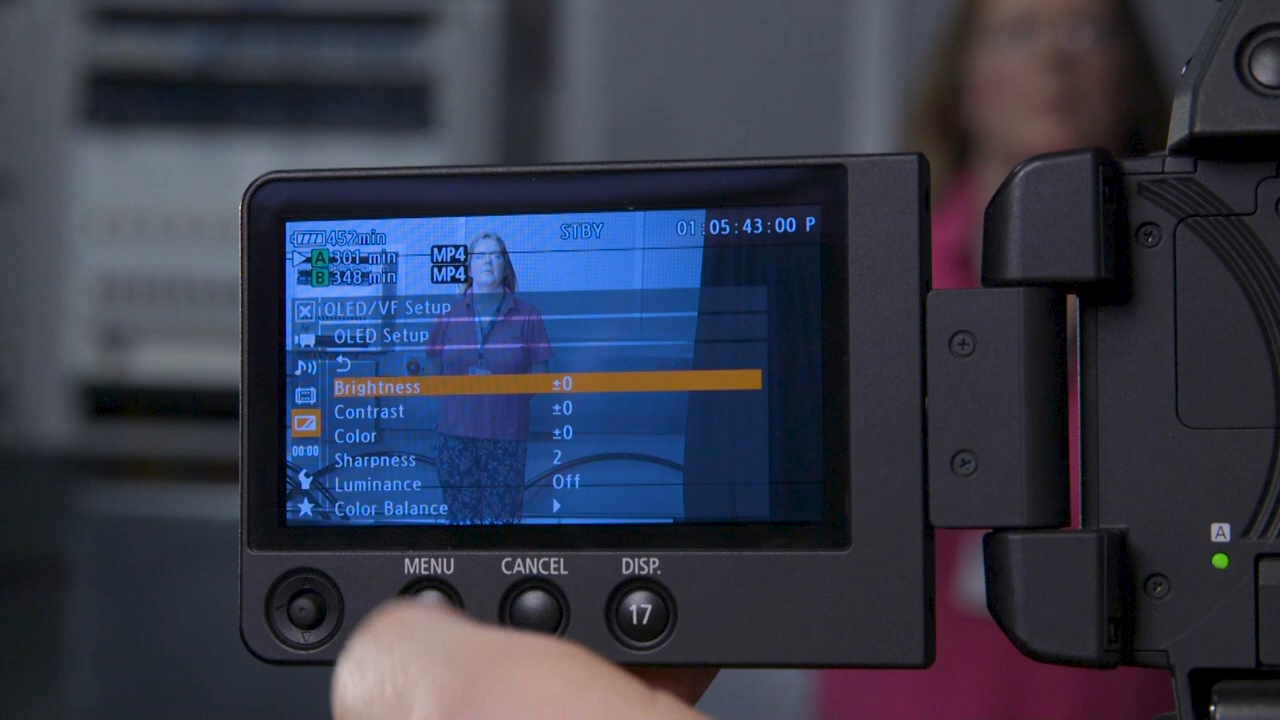 452min STBY 01:05:43:00 P
A 301 min MP4
B 348 min MP4
OLED/VF Setup
OLED Setup
Brightness ±0
Contrast ±0
Color ±0
Sharpness 2
00:00
Luminance Off
Color Balance
MENU CANCEL DISP.
17
A